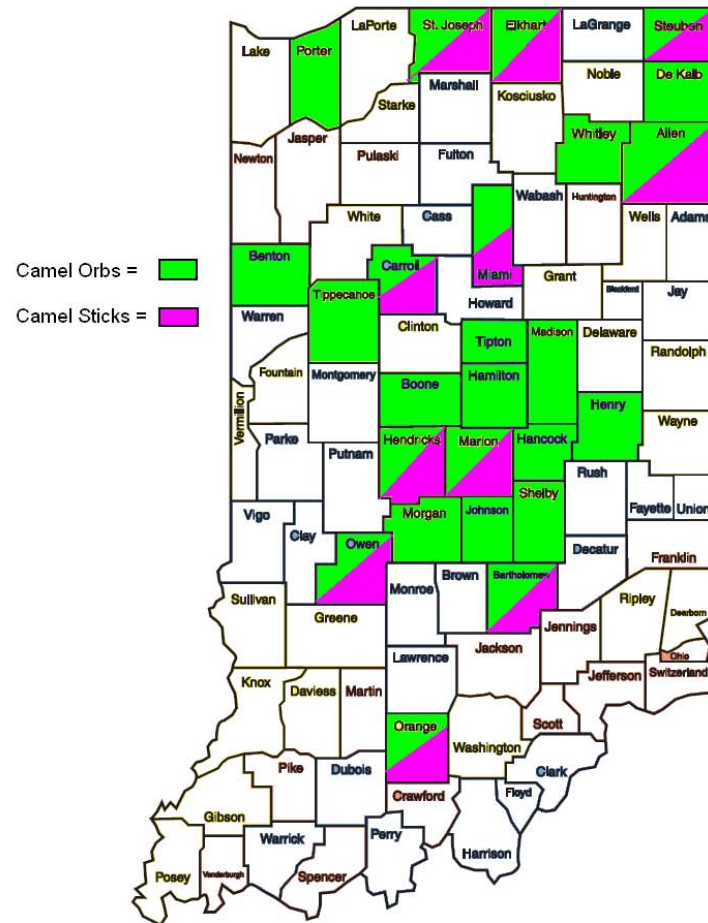 St. Joseph
Elkhart
LaGrange
Steuben
LaPorte
Porter
Lake
Noble
De Kalb
Marshall
Kosciusko
Starke
Whitley
Allen
Jasper
Newton
Pulaski
Fulton
Wabash
Huntington
White
Cass
Wells
Adams
Benton
Carroll
Miami
Grant
Camel Orbs =
Tippecanoe
Howard
Blackford
Jay
Warren
Camel Sticks =
Clinton
Tipton
Madison
Delaware
Randolph
Fountain
Montgomery
Boone
Hamilton
Henry
Vermillion
Wayne
Parke
Putnam
Hendricks
Marion
Hancock
Rush
Shelby
Vigo
Clay
Morgan
Johnson
Fayette
Union
Owen
Decatur
Franklin
Monroe
Brown
Bartholomew
Sullivan
Greene
Ripley
Dearborn
Jennings
Jackson
Lawrence
Ohio
Knox
Daviess
Martin
Jefferson
Switzerland
Orange
Scott
Washington
Pike
Dubois
Clark
Crawford
Floyd
Gibson
Warrick
Perry
Harrison
Posey
Vanderburgh
Spencer